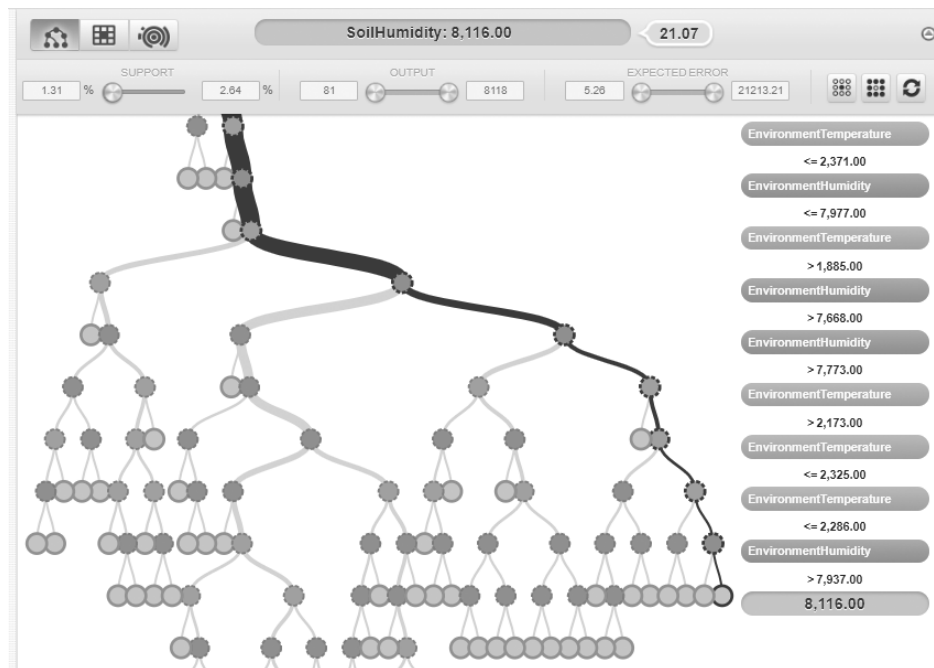 SoilHumidity: 8,116.00
21.07
SUPPORT
OUTPUT
EXPECTED ERROR
1.31 % 2.64 % 81 8118 5.26 21213.21
EnvironmentTemperature
<= 2,371.00
EnvironmentHumidity
<= 7,977.00
EnvironmentTemperature
> 1,885.00
EnvironmentHumidity
> 7,668.00
EnvironmentHumidity
> 7,773.00
EnvironmentTemperature
> 2,173.00
EnvironmentTemperature
<= 2,325.00
EnvironmentTemperature
<= 2,286.00
EnvironmentHumidity
> 7,937.00
8,116.00